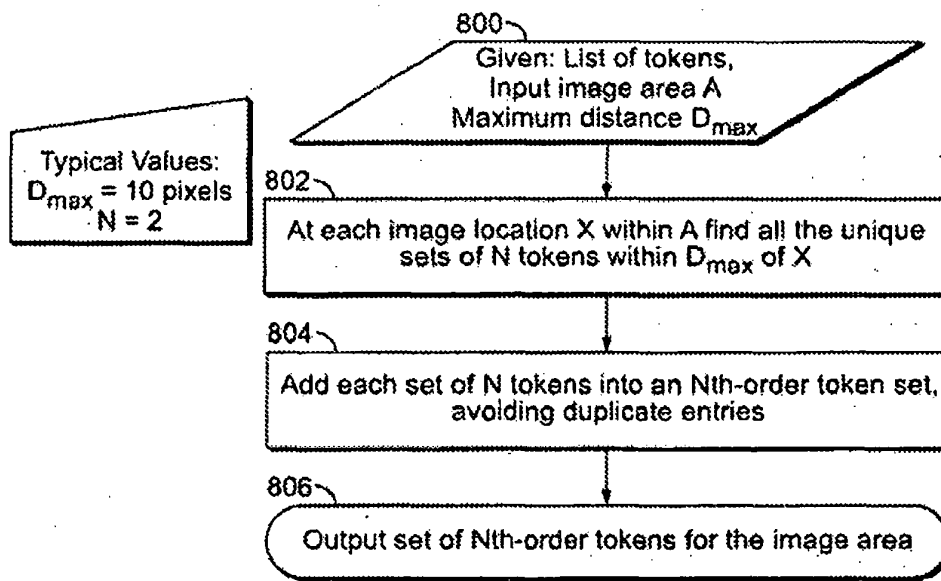 800
Given: List of tokens,
Input image area A
Maximum distance Dmax
Typical Values:
Dmax = 10 pixels
N = 2
802
At each image location X within A find all the unique
sets of N tokens within Dmax of X
804
Add each set of N tokens into an Nth-order token set,
avoiding duplicate entries
806
Output set of Nth-order tokens for the image area